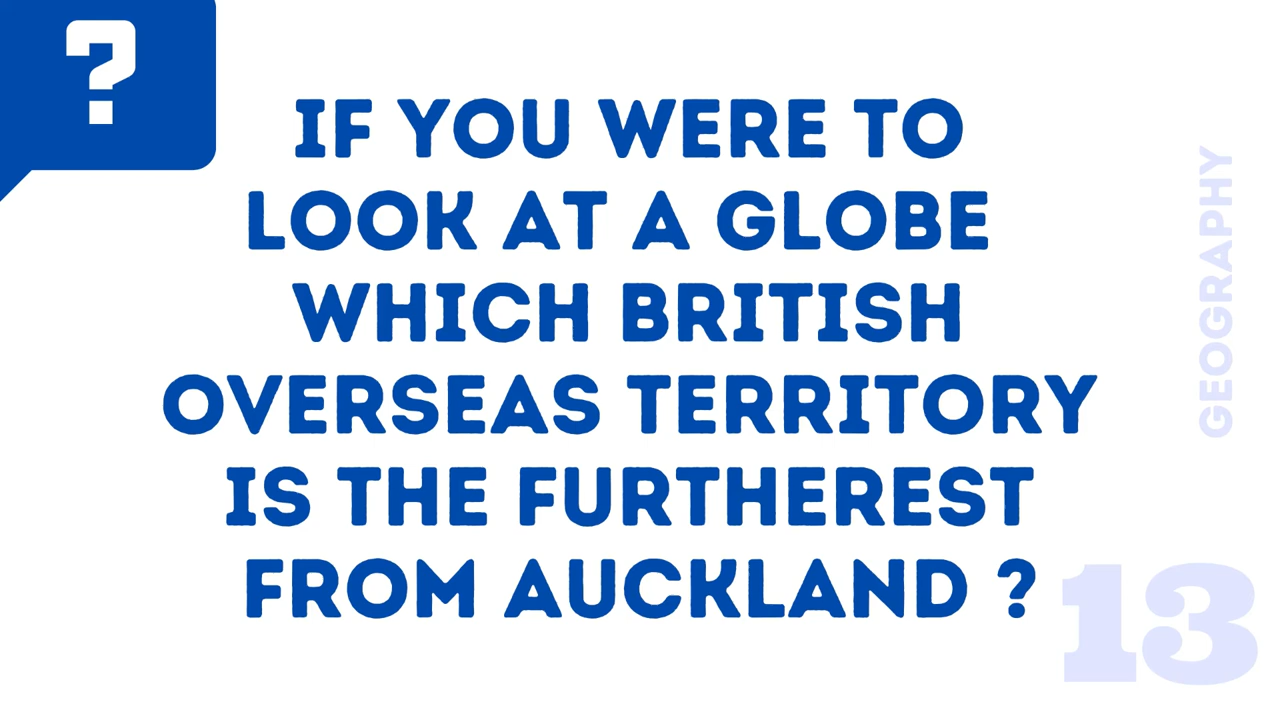 ?
IF YOU WERE TO
LOOK AT A GLOBE
WHICH BRITISH
OVERSEAS TERRITORY
IS THE FURTHEREST
FROM AUCKLAND ?
GEOGRAPHY
13